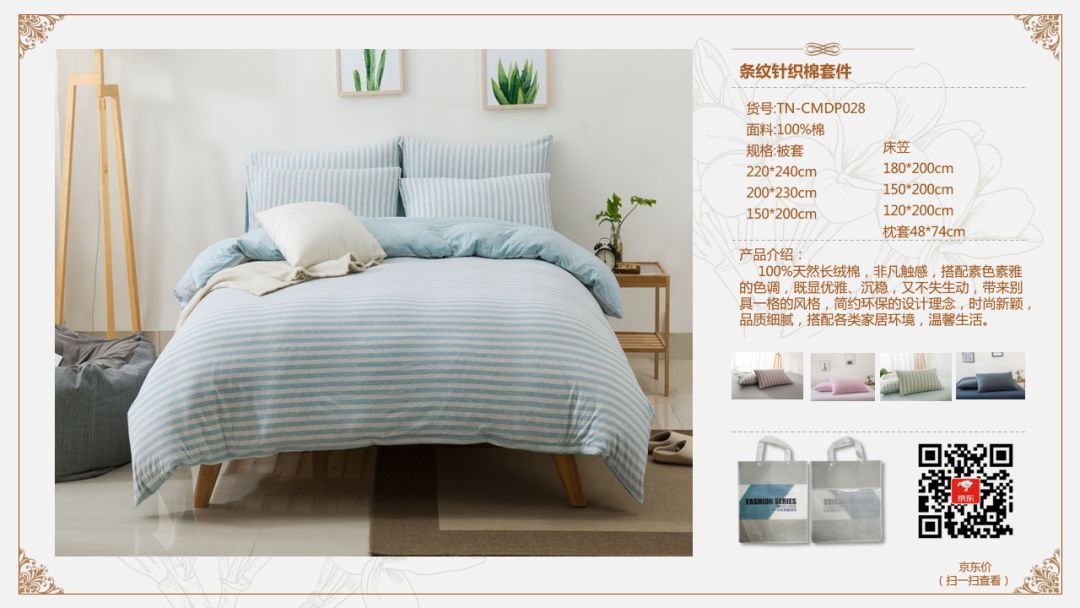 条纹针织棉套件
货号:TN-CMDP028
面料:100%棉
规格:被套
220*240cm
200*230cm
150*200cm
床笠
180*200cm
150*200cm
120*200cm
枕套48*74cm
产品介绍：
100%天然长绒棉，非凡触感，搭配素色素雅
的色调，既显优雅、沉稳，又不失生动，带来别
具一格的风格，简约环保的设计理念，时尚新颖，
品质细腻，搭配各类家居环境，温馨生活。
FASHION SERIES
京东
京东价
（扫一扫查看）